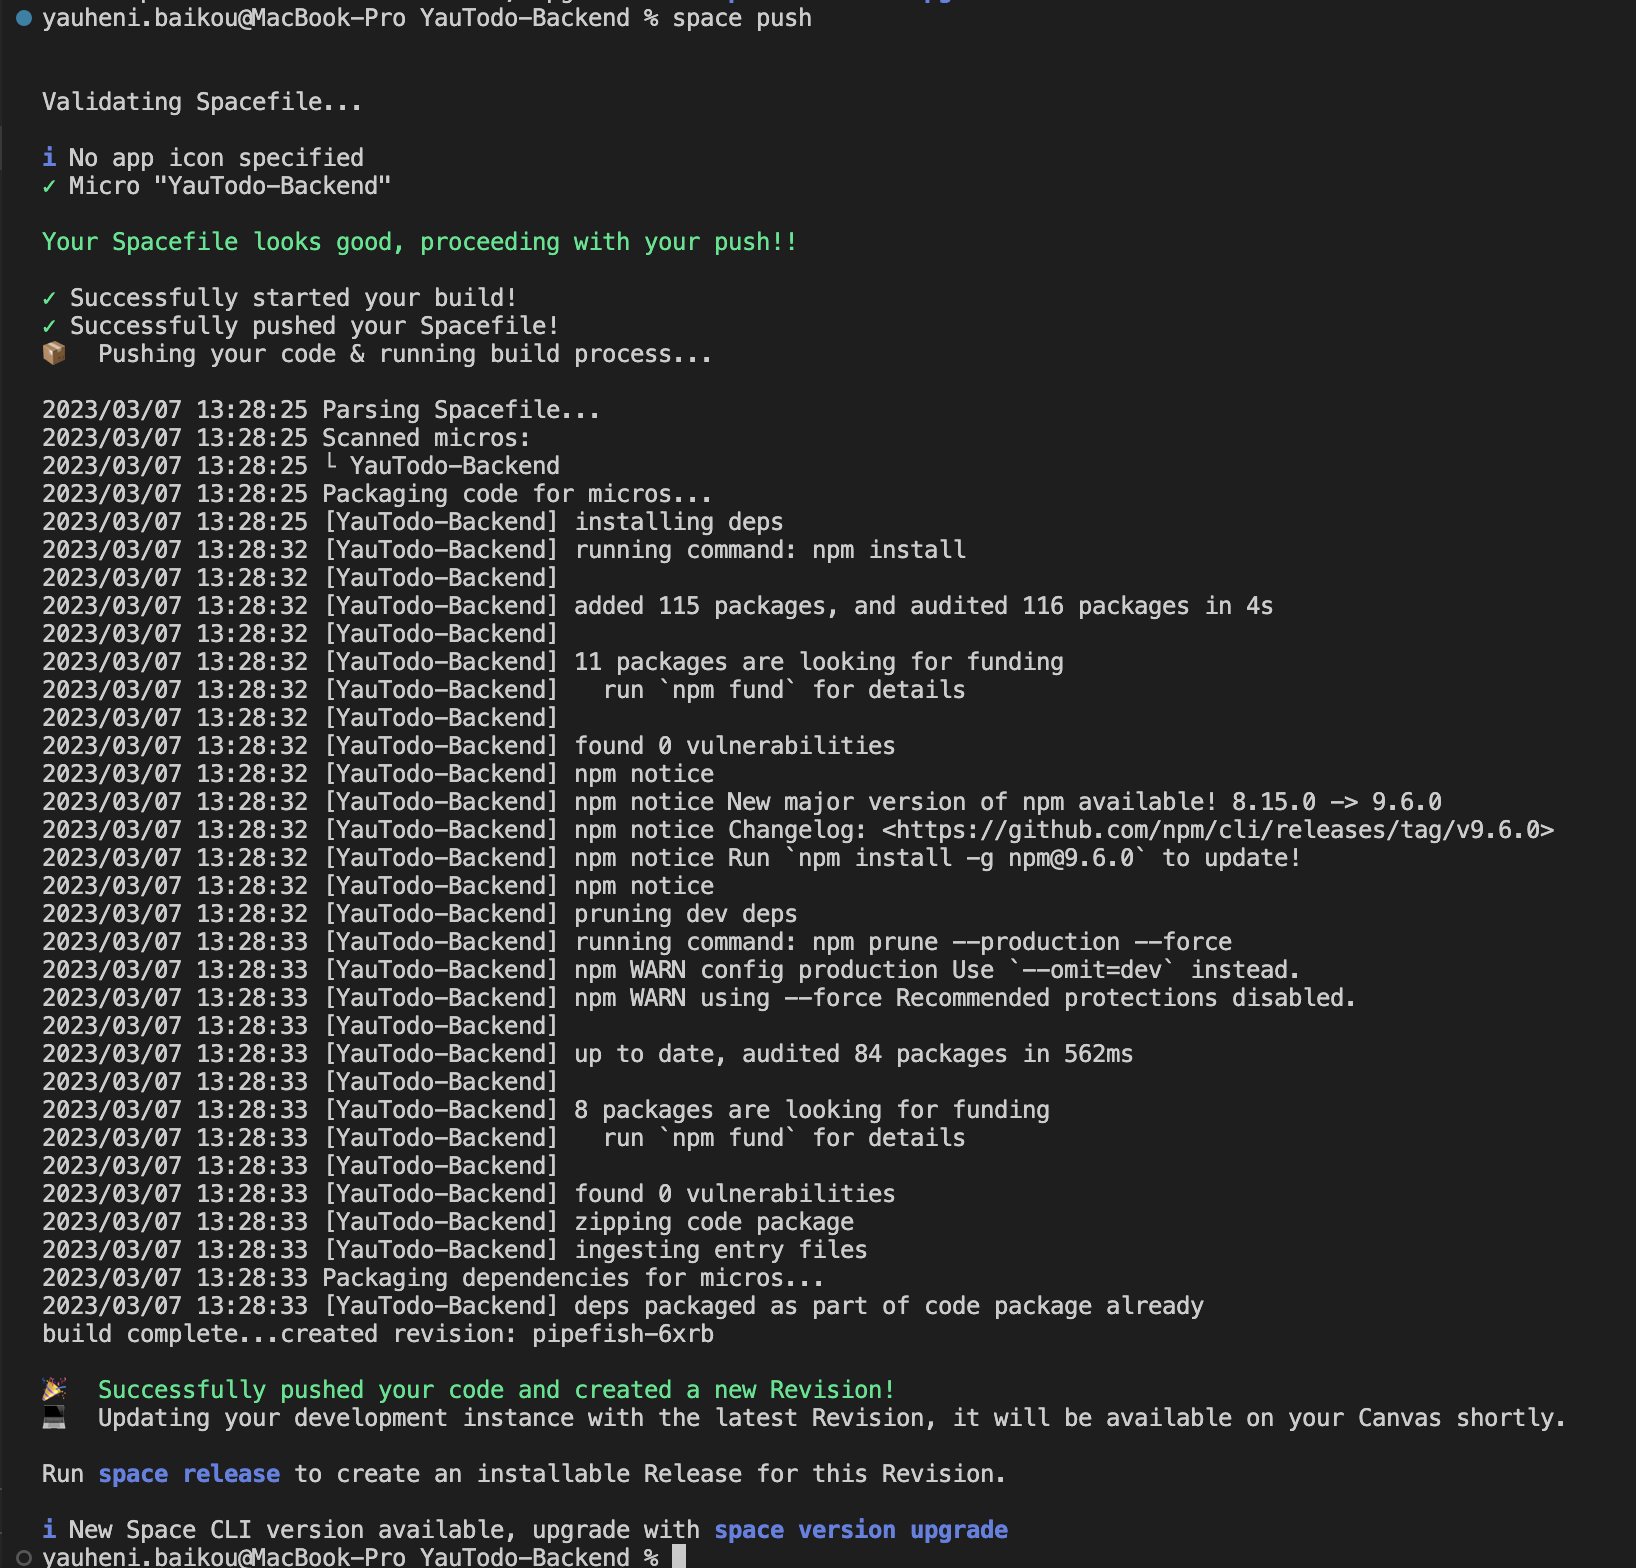 yauheni.baikou@MacBook-Pro YauTodo-Backend % space push
Validating Spacefile...
i No app icon specified
✓ Micro "YauTodo-Backend"
Your Spacefile looks good, proceeding with your push!!
✓ Successfully started your build!
✓ Successfully pushed your Spacefile!
📦 Pushing your code & running build process...
2023/03/07 13:28:25 Parsing Spacefile...
2023/03/07 13:28:25 Scanned micros:
2023/03/07 13:28:25 └ YauTodo-Backend
2023/03/07 13:28:25 Packaging code for micros...
2023/03/07 13:28:25 [YauTodo-Backend] installing deps
2023/03/07 13:28:32 [YauTodo-Backend] running command: npm install
2023/03/07 13:28:32 [YauTodo-Backend]
2023/03/07 13:28:32 [YauTodo-Backend] added 115 packages, and audited 116 packages in 4s
2023/03/07 13:28:32 [YauTodo-Backend]
2023/03/07 13:28:32 [YauTodo-Backend] 11 packages are looking for funding
2023/03/07 13:28:32 [YauTodo-Backend]   run `npm fund` for details
2023/03/07 13:28:32 [YauTodo-Backend]
2023/03/07 13:28:32 [YauTodo-Backend] found 0 vulnerabilities
2023/03/07 13:28:32 [YauTodo-Backend] npm notice
2023/03/07 13:28:32 [YauTodo-Backend] npm notice New major version of npm available! 8.15.0 -> 9.6.0
2023/03/07 13:28:32 [YauTodo-Backend] npm notice Changelog: <https://github.com/npm/cli/releases/tag/v9.6.0>
2023/03/07 13:28:32 [YauTodo-Backend] npm notice Run `npm install -g npm@9.6.0` to update!
2023/03/07 13:28:32 [YauTodo-Backend] npm notice
2023/03/07 13:28:32 [YauTodo-Backend] pruning dev deps
2023/03/07 13:28:33 [YauTodo-Backend] running command: npm prune --production --force
2023/03/07 13:28:33 [YauTodo-Backend] npm WARN config production Use `--omit=dev` instead.
2023/03/07 13:28:33 [YauTodo-Backend] npm WARN using --force Recommended protections disabled.
2023/03/07 13:28:33 [YauTodo-Backend]
2023/03/07 13:28:33 [YauTodo-Backend] up to date, audited 84 packages in 562ms
2023/03/07 13:28:33 [YauTodo-Backend]
2023/03/07 13:28:33 [YauTodo-Backend] 8 packages are looking for funding
2023/03/07 13:28:33 [YauTodo-Backend]   run `npm fund` for details
2023/03/07 13:28:33 [YauTodo-Backend]
2023/03/07 13:28:33 [YauTodo-Backend] found 0 vulnerabilities
2023/03/07 13:28:33 [YauTodo-Backend] zipping code package
2023/03/07 13:28:33 [YauTodo-Backend] ingesting entry files
2023/03/07 13:28:33 Packaging dependencies for micros...
2023/03/07 13:28:33 [YauTodo-Backend] deps packaged as part of code package already
build complete...created revision: pipefish-6xrb
🎉 Successfully pushed your code and created a new Revision!
💻 Updating your development instance with the latest Revision, it will be available on your Canvas shortly.
Run space release to create an installable Release for this Revision.
i New Space CLI version available, upgrade with space version upgrade
yauheni.baikou@MacBook-Pro YauTodo-Backend %